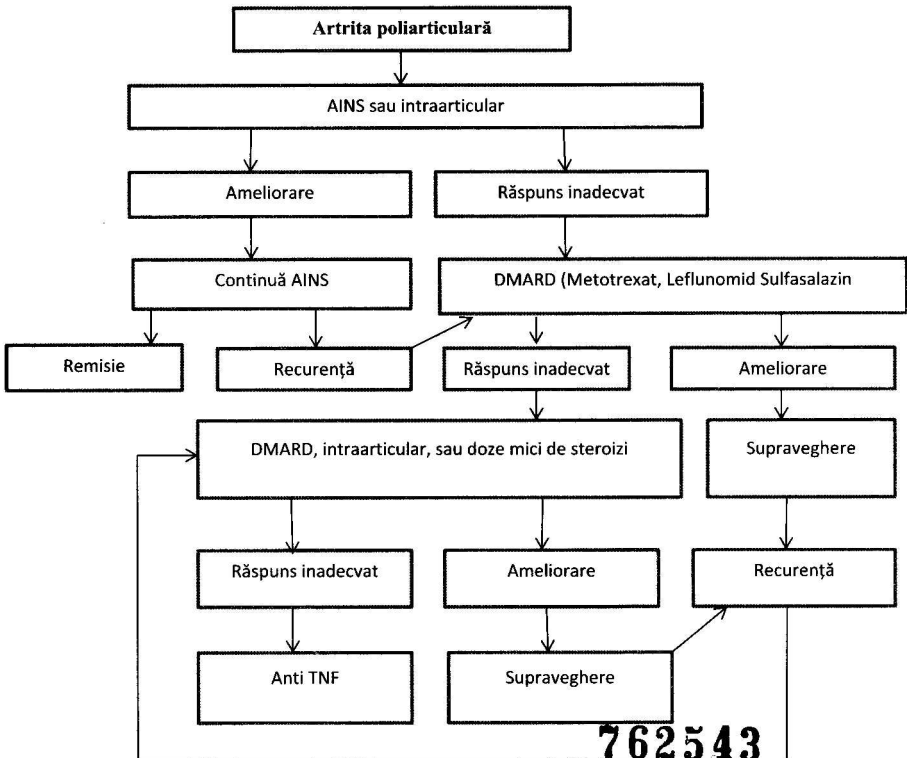 Artrita poliarticulară
AINS sau intraarticular
Ameliorare
Răspuns inadecvat
Continuă AINS
DMARD (Metotrexat, Leflunomid Sulfasalazin
Remisie
Recurență
Răspuns inadecvat
Ameliorare
DMARD, intraarticular, sau doze mici de steroizi
Supraveghere
Răspuns inadecvat
Ameliorare
Recurență
Anti TNF
Supraveghere
762543